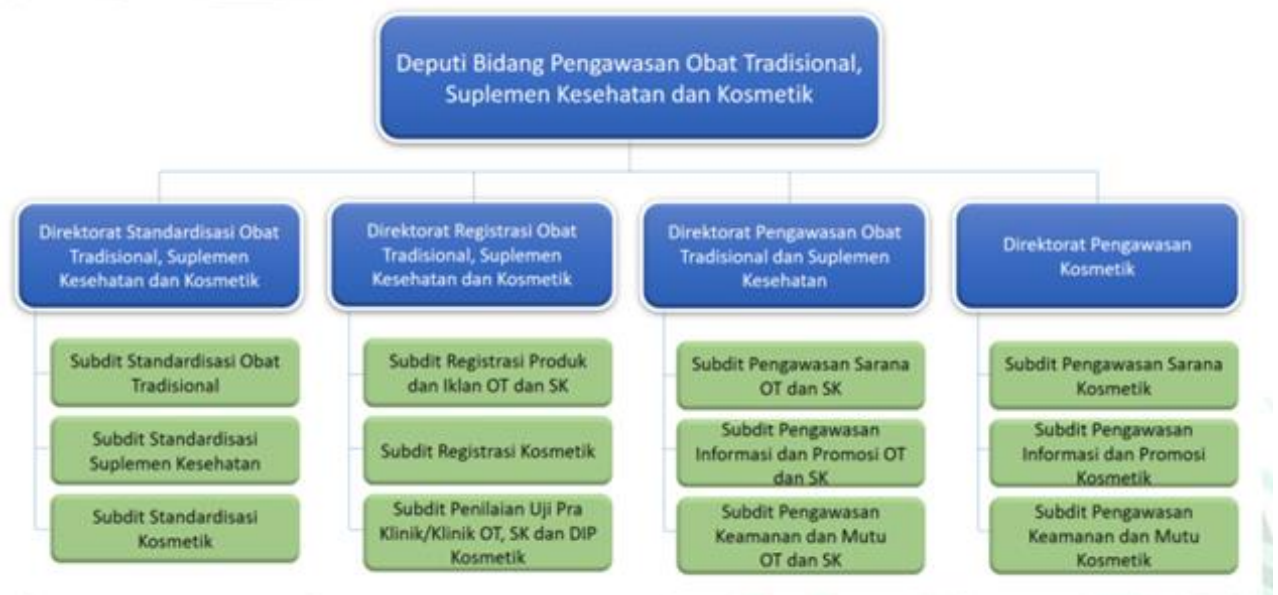 Deputi Bidang Pengawasan Obat Tradisional,
Suplemen Kesehatan dan Kosmetik
Direktorat Standardisasi Obat
Tradisional, Suplemen
Kesehatan dan Kosmetik
Subdit Standardisasi Obat
Tradisional
Subdit Standardisasi
Suplemen Kesehatan
Subdit Standardisasi
Kosmetik
Direktorat Registrasi Obat
Tradisional, Suplemen
Kesehatan dan Kosmetik
Subdit Registrasi Produk
dan Iklan OT dan SK
Subdit Registrasi Kosmetik
Subdit Penilaian Uji Pra
Klinik/Klinik OT, SK dan DIP
Kosmetik
Direktorat Pengawasan Obat
Tradisional dan Suplemen
Kesehatan
Subdit Pengawasan Sarana
OT dan SK
Subdit Pengawasan
Informasi dan Promosi OT
dan SK
Subdit Pengawasan
Keamanan dan Mutu
OT dan SK
Direktorat Pengawasan
Kosmetik
Subdit Pengawasan Sarana
Kosmetik
Subdit Pengawasan
Informasi dan Promosi
Kosmetik
Subdit Pengawasan
Keamanan dan Mutu
Kosmetik